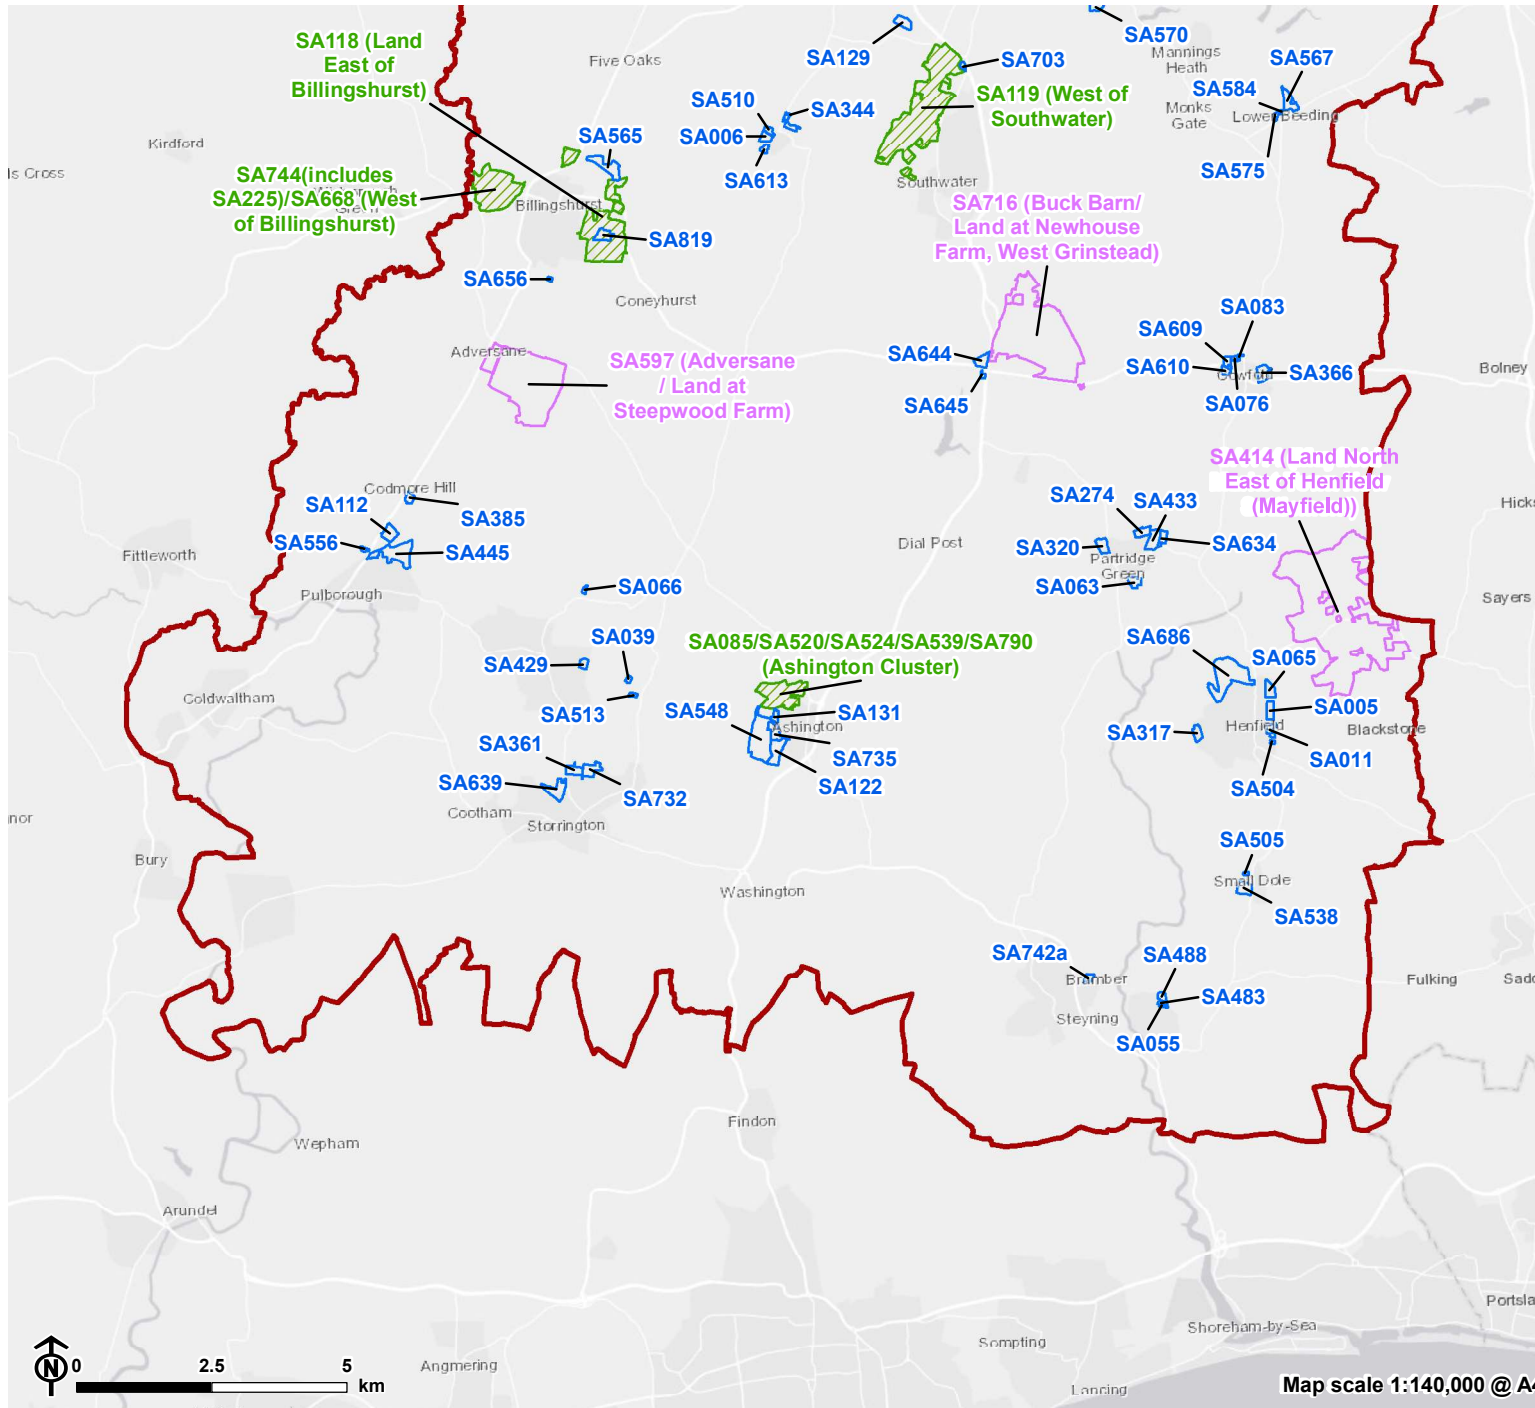 SA118 (Land
East of
Billingshurst)
Five Oaks
SA129
SA570
Mannings
Heath
SA703
SA567
SA584
SA119 (West of
Southwater)
Monks
Gate
Lower Beeding
SA510
SA344
SA006
SA565
SA613
SA575
Kirdford
ls Cross
SA744(includes
SA225)/SA668 (West
of Billingshurst)
Billingshurst
Southwater
SA716 (Buck Barn/
Land at Newhouse
Farm, West Grinstead)
SA819
SA656
Coneyhurst
SA083
SA609
SA644
SA610
SA366
Cowfold
Bolney
Adversane
SA597 (Adversane
/ Land at
Steepwood Farm)
SA645
SA076
SA414 (Land North
East of Henfield
(Mayfield))
Codmore Hill
SA112
SA385
SA274
SA433
Hicks
SA556
SA445
Fittleworth
Dial Post
SA320
SA634
Partridge
Green
SA063
Pulborough
SA066
Sayers
SA039
SA085/SA520/SA524/SA539/SA790
(Ashington Cluster)
SA686
SA065
SA429
Coldwaltham
SA513
SA548
SA131
Ashington
SA005
SA317
Henfield
Blackstone
SA361
SA735
SA011
SA639
SA732
SA122
SA504
Cootham
Storrington
nor
SA505
Bury
Small Dole
Washington
SA538
SA742a
SA488
Bramber
Fulking
Sadd
SA483
Steyning
SA055
Findon
Wepham
Arundel
Portsla
Shoreham-by-Sea
Sompting
Angmering
Lancing
N
0 2.5 5
km
Map scale 1:140,000 @ A4